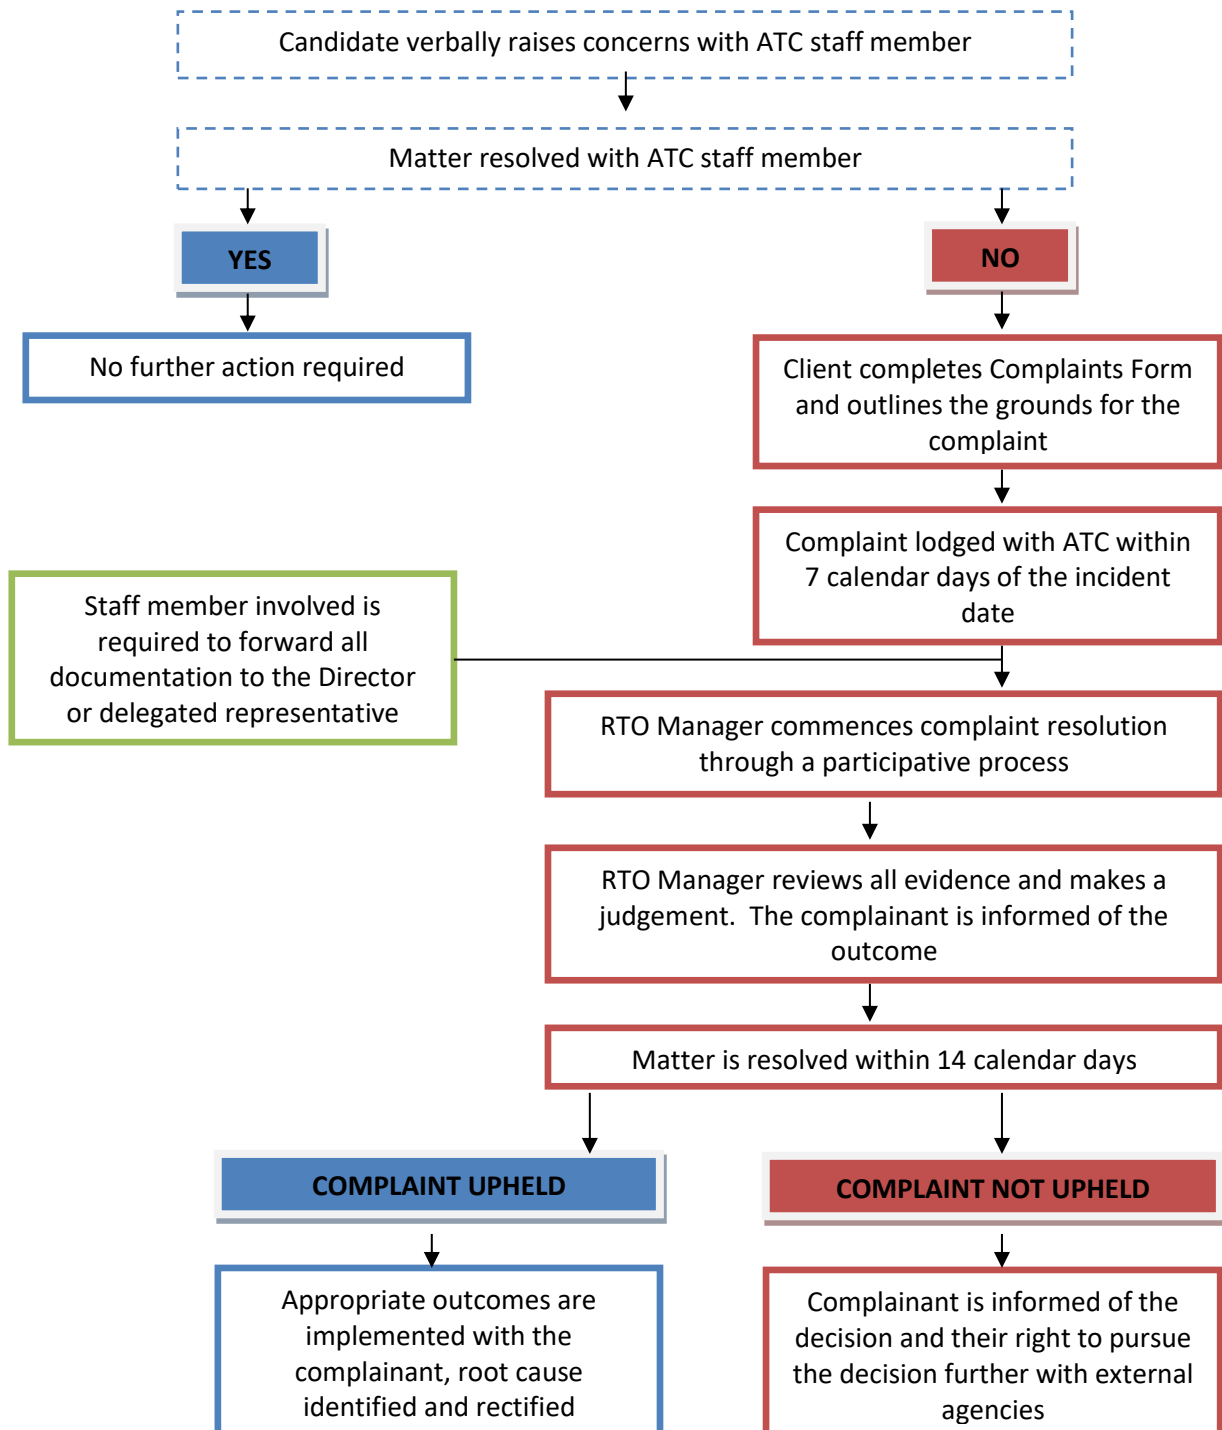 Candidate verbally raises concerns with ATC staff member
Matter resolved with ATC staff member
YES
NO
No further action required
Client completes Complaints Form
and outlines the grounds for the
complaint
Complaint lodged with ATC within
7 calendar days of the incident
date
Staff member involved is
required to forward all
documentation to the Director
or delegated representative
RTO Manager commences complaint resolution
through a participative process
RTO Manager reviews all evidence and makes a
judgement.  The complainant is informed of the
outcome
Matter is resolved within 14 calendar days
COMPLAINT UPHELD
COMPLAINT NOT UPHELD
Appropriate outcomes are
implemented with the
complainant, root cause
identified and rectified
Complainant is informed of the
decision and their right to pursue
the decision further with external
agencies